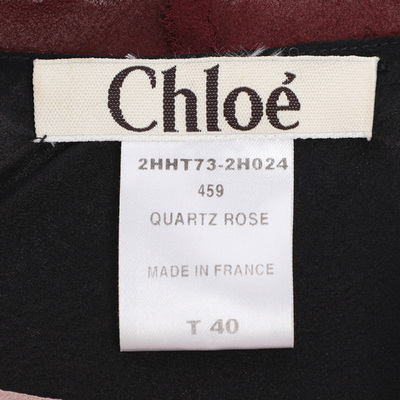 Chloé
2HHT73-2H024
459
QUARTZ ROSE
MADE IN FRANCE
T 40